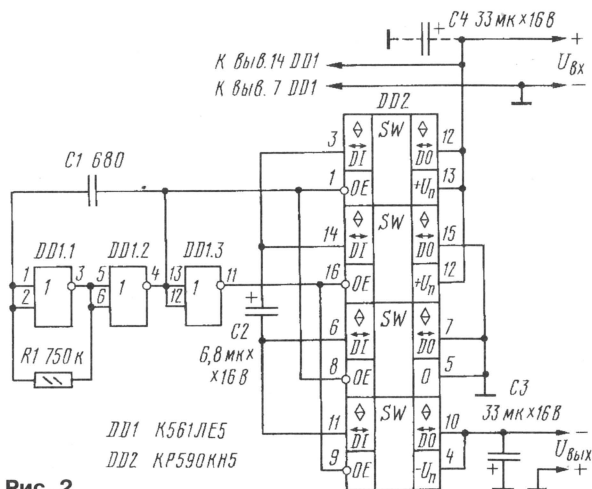 C4 33 мк×16 В
+
К выв. 14 DD1
Uвх
К выв. 7 DD1
−
DD2
3 ◇ DI SW ◇ DO 12
C1 680
1 OE +Uп 13
14 ◇ DI SW ◇ DO 15
DD1.1 DD1.2 DD1.3
1 2 1 3 5 6 1 4 13 12 1 11
16 OE +Uп 12
+
C2
6,8 мк×
×16 В
6 ◇ DI SW ◇ DO 7
R1 750 к
8 OE 0 5
C3
33 мк×16 В
11 ◇ DI SW ◇ DO 10
−
DD1 К561ЛЕ5
DD2 КР590КН5
9 OE −Uп 4
+
Uвых
+
Рис. 2